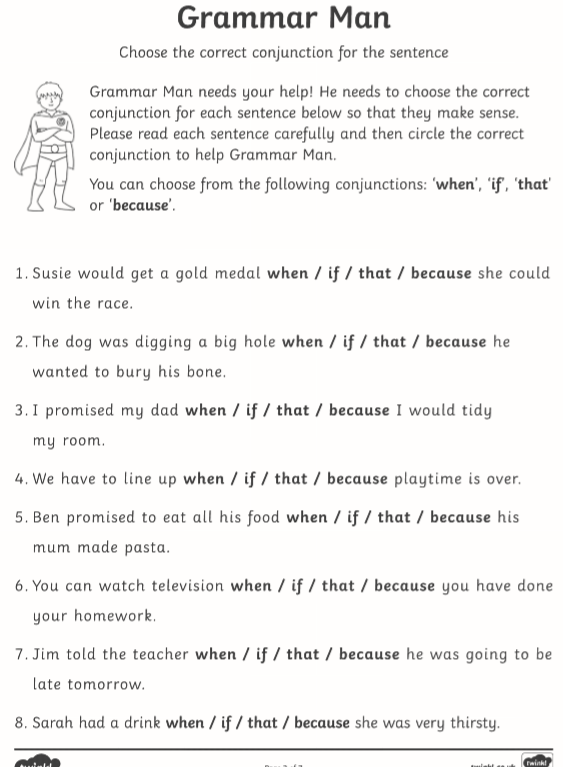 Grammar Man
Choose the correct conjunction for the sentence
Grammar Man needs your help! He needs to choose the correct
conjunction for each sentence below so that they make sense.
Please read each sentence carefully and then circle the correct
conjunction to help Grammar Man.
You can choose from the following conjunctions: 'when', 'if', 'that'
or 'because'.
1. Susie would get a gold medal when / if / that / because she could
win the race.
2. The dog was digging a big hole when / if / that / because he
wanted to bury his bone.
3. I promised my dad when / if / that / because I would tidy
my room.
4. We have to line up when / if / that / because playtime is over.
5. Ben promised to eat all his food when / if / that / because his
mum made pasta.
6. You can watch television when / if / that / because you have done
your homework.
7. Jim told the teacher when / if / that / because he was going to be
late tomorrow.
8. Sarah had a drink when / if / that / because she was very thirsty.
twinkl